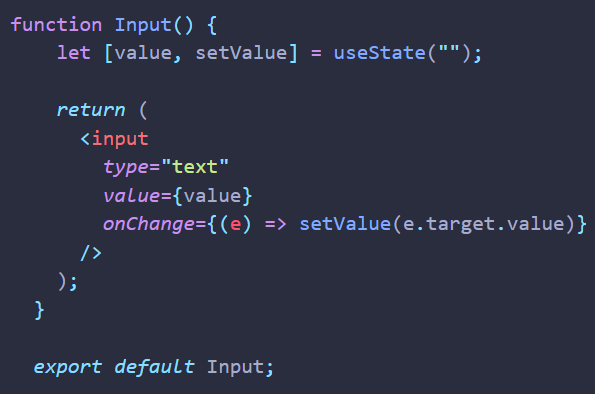 function Input() {
let [value, setValue] = useState("");
return (
<input
type="text"
value={value}
onChange={(e) => setValue(e.target.value)}
/>
);
}
export default Input;